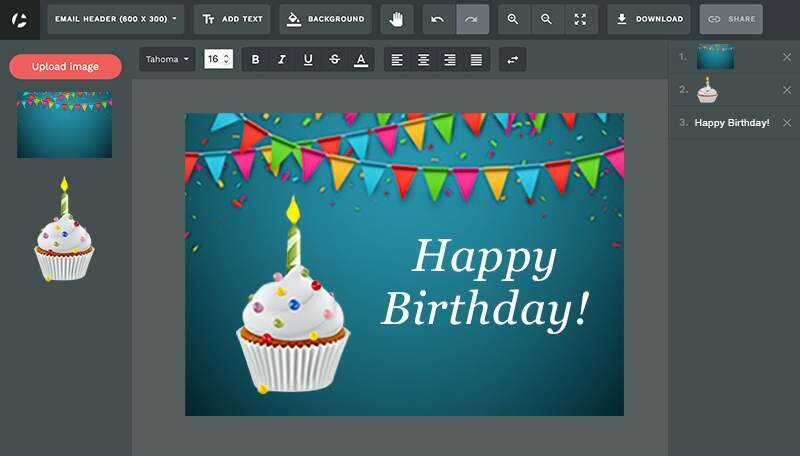 EMAIL HEADER (600 X 300)
ADD TEXT
BACKGROUND
DOWNLOAD
SHARE
Upload image
Tahoma
16
B I U S A
1.
2.
3. Happy Birthday!
Happy
Birthday!